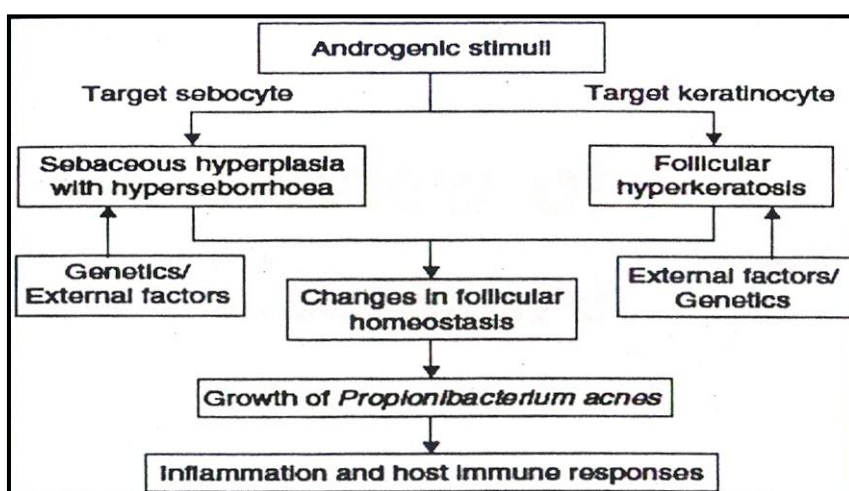 Androgenic stimuli
Target sebocyte
Target keratinocyte
Sebaceous hyperplasia
with hyperseborrhoea
Follicular
hyperkeratosis
Genetics/
External factors
External factors/
Genetics
Changes in follicular
homeostasis
Growth of Propionibacterium acnes
Inflammation and host immune responses